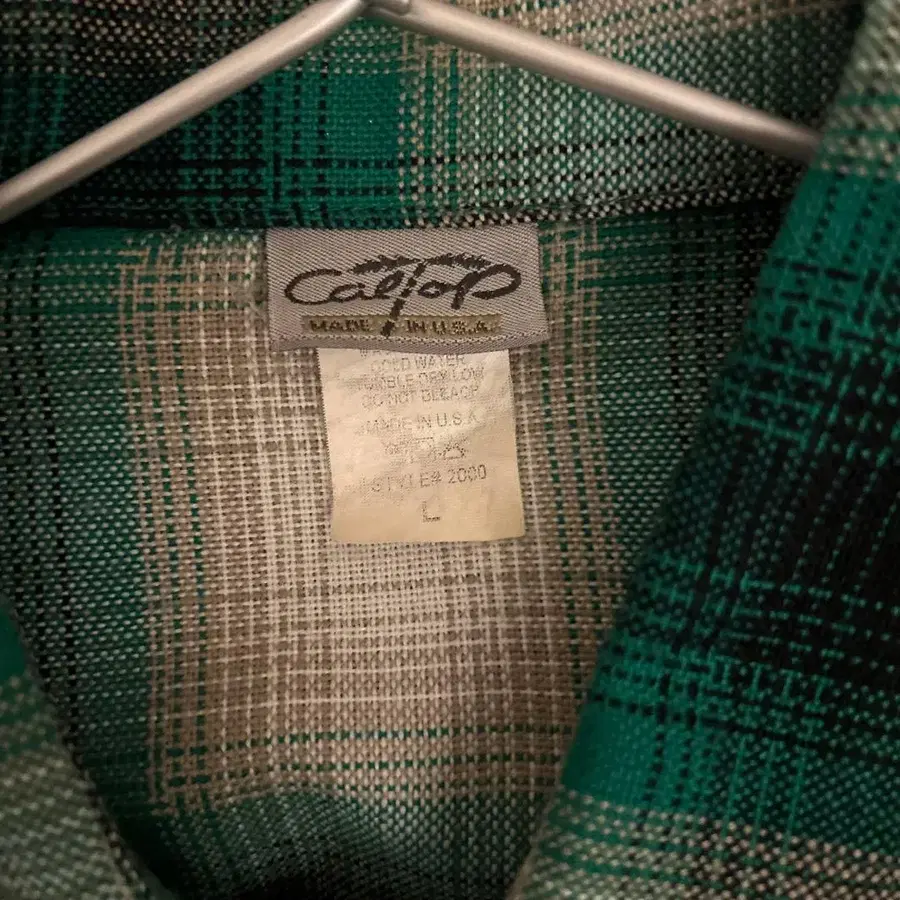 CalTop
MADE IN U.S.A.
COLD WATER
TUMBLE DRY LOW
DO NOT BLEACH
MADE IN U.S.A.
STYLE# 2000
L